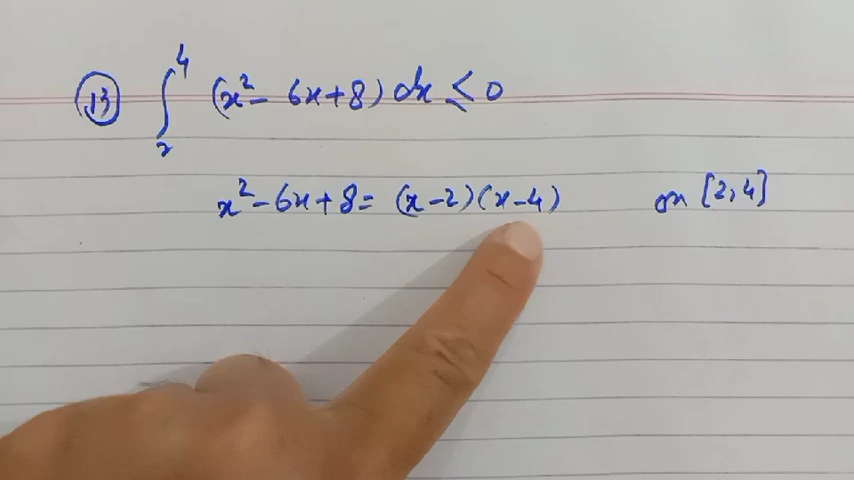 13 ∫₂⁴ (x² - 6x + 8) dx ≤ 0
x² - 6x + 8 = (x - 2)(x - 4) on [2, 4]